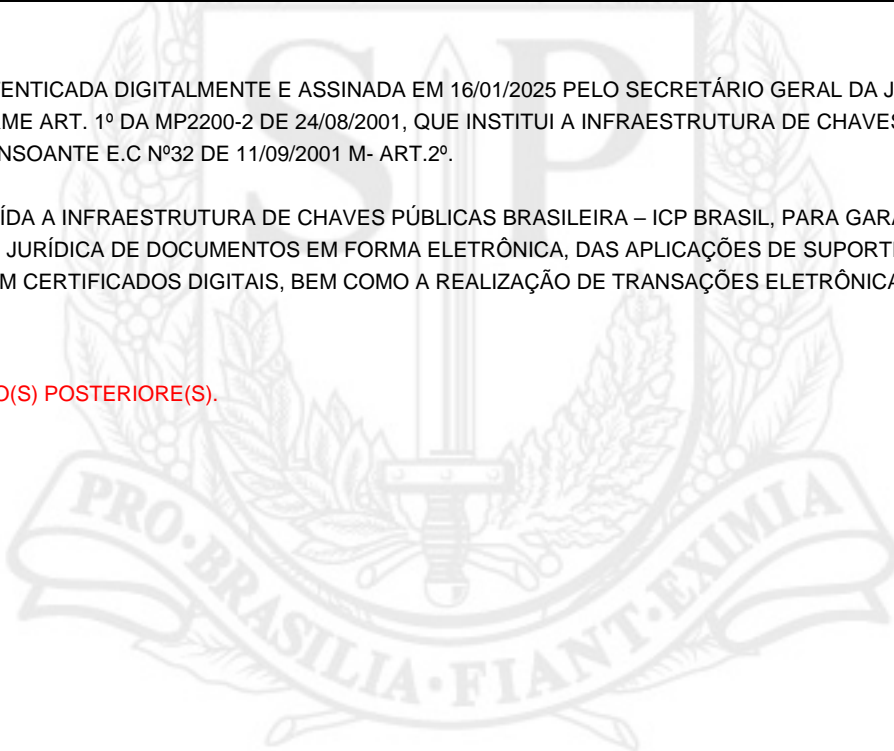 ENTICADA DIGITALMENTE E ASSINADA EM 16/01/2025 PELO SECRETÁRIO GERAL DA J
ME ART. 1º DA MP2200-2 DE 24/08/2001, QUE INSTITUI A INFRAESTRUTURA DE CHAVES
NSOANTE E.C Nº32 DE 11/09/2001 M- ART.2º.
ÍDA A INFRAESTRUTURA DE CHAVES PÚBLICAS BRASILEIRA – ICP BRASIL, PARA GARA
JURÍDICA DE DOCUMENTOS EM FORMA ELETRÔNICA, DAS APLICAÇÕES DE SUPORT
M CERTIFICADOS DIGITAIS, BEM COMO A REALIZAÇÃO DE TRANSAÇÕES ELETRÔNICA
O(S) POSTERIORE(S).
SP
PRO·BRASILIA·FIANT·EXIMIA